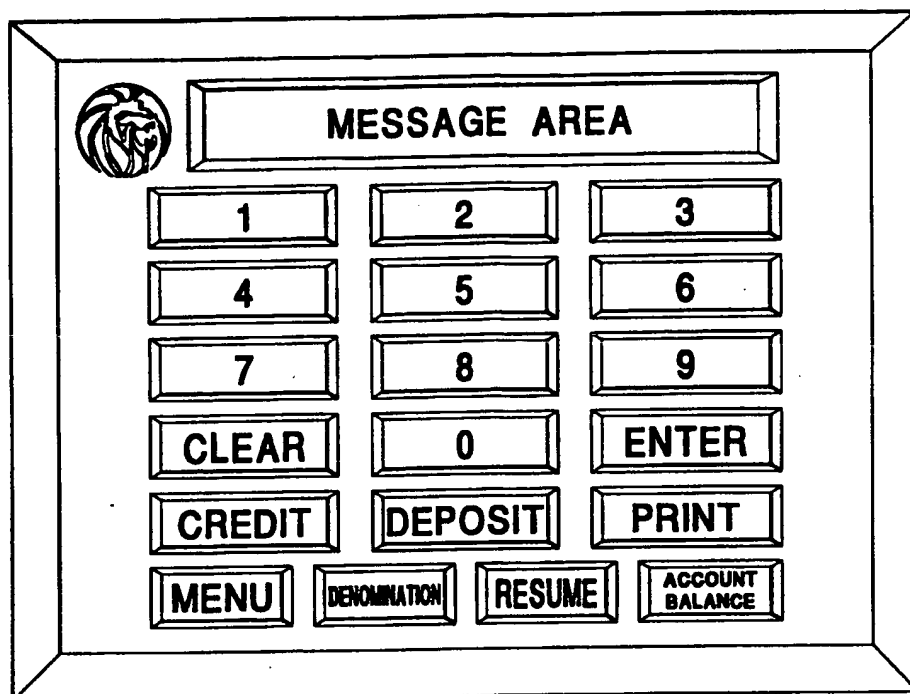 MESSAGE AREA
1 2 3
4 5 6
7 8 9
CLEAR 0 ENTER
CREDIT DEPOSIT PRINT
MENU DENOMINATION RESUME ACCOUNT BALANCE